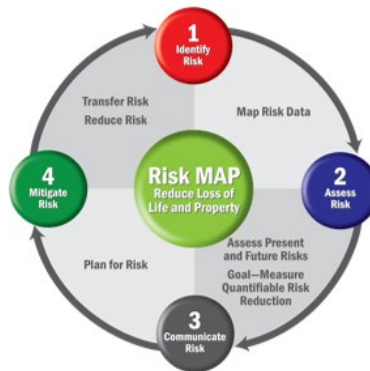 1
Identify
Risk
Transfer Risk
Reduce Risk
Map Risk Data
4
Mitigate
Risk
Risk MAP
Reduce Loss of
Life and Property
2
Assess
Risk
Plan for Risk
Assess Present
and Future Risks
Goal—Measure
Quantifiable Risk
Reduction
3
Communicate
Risk